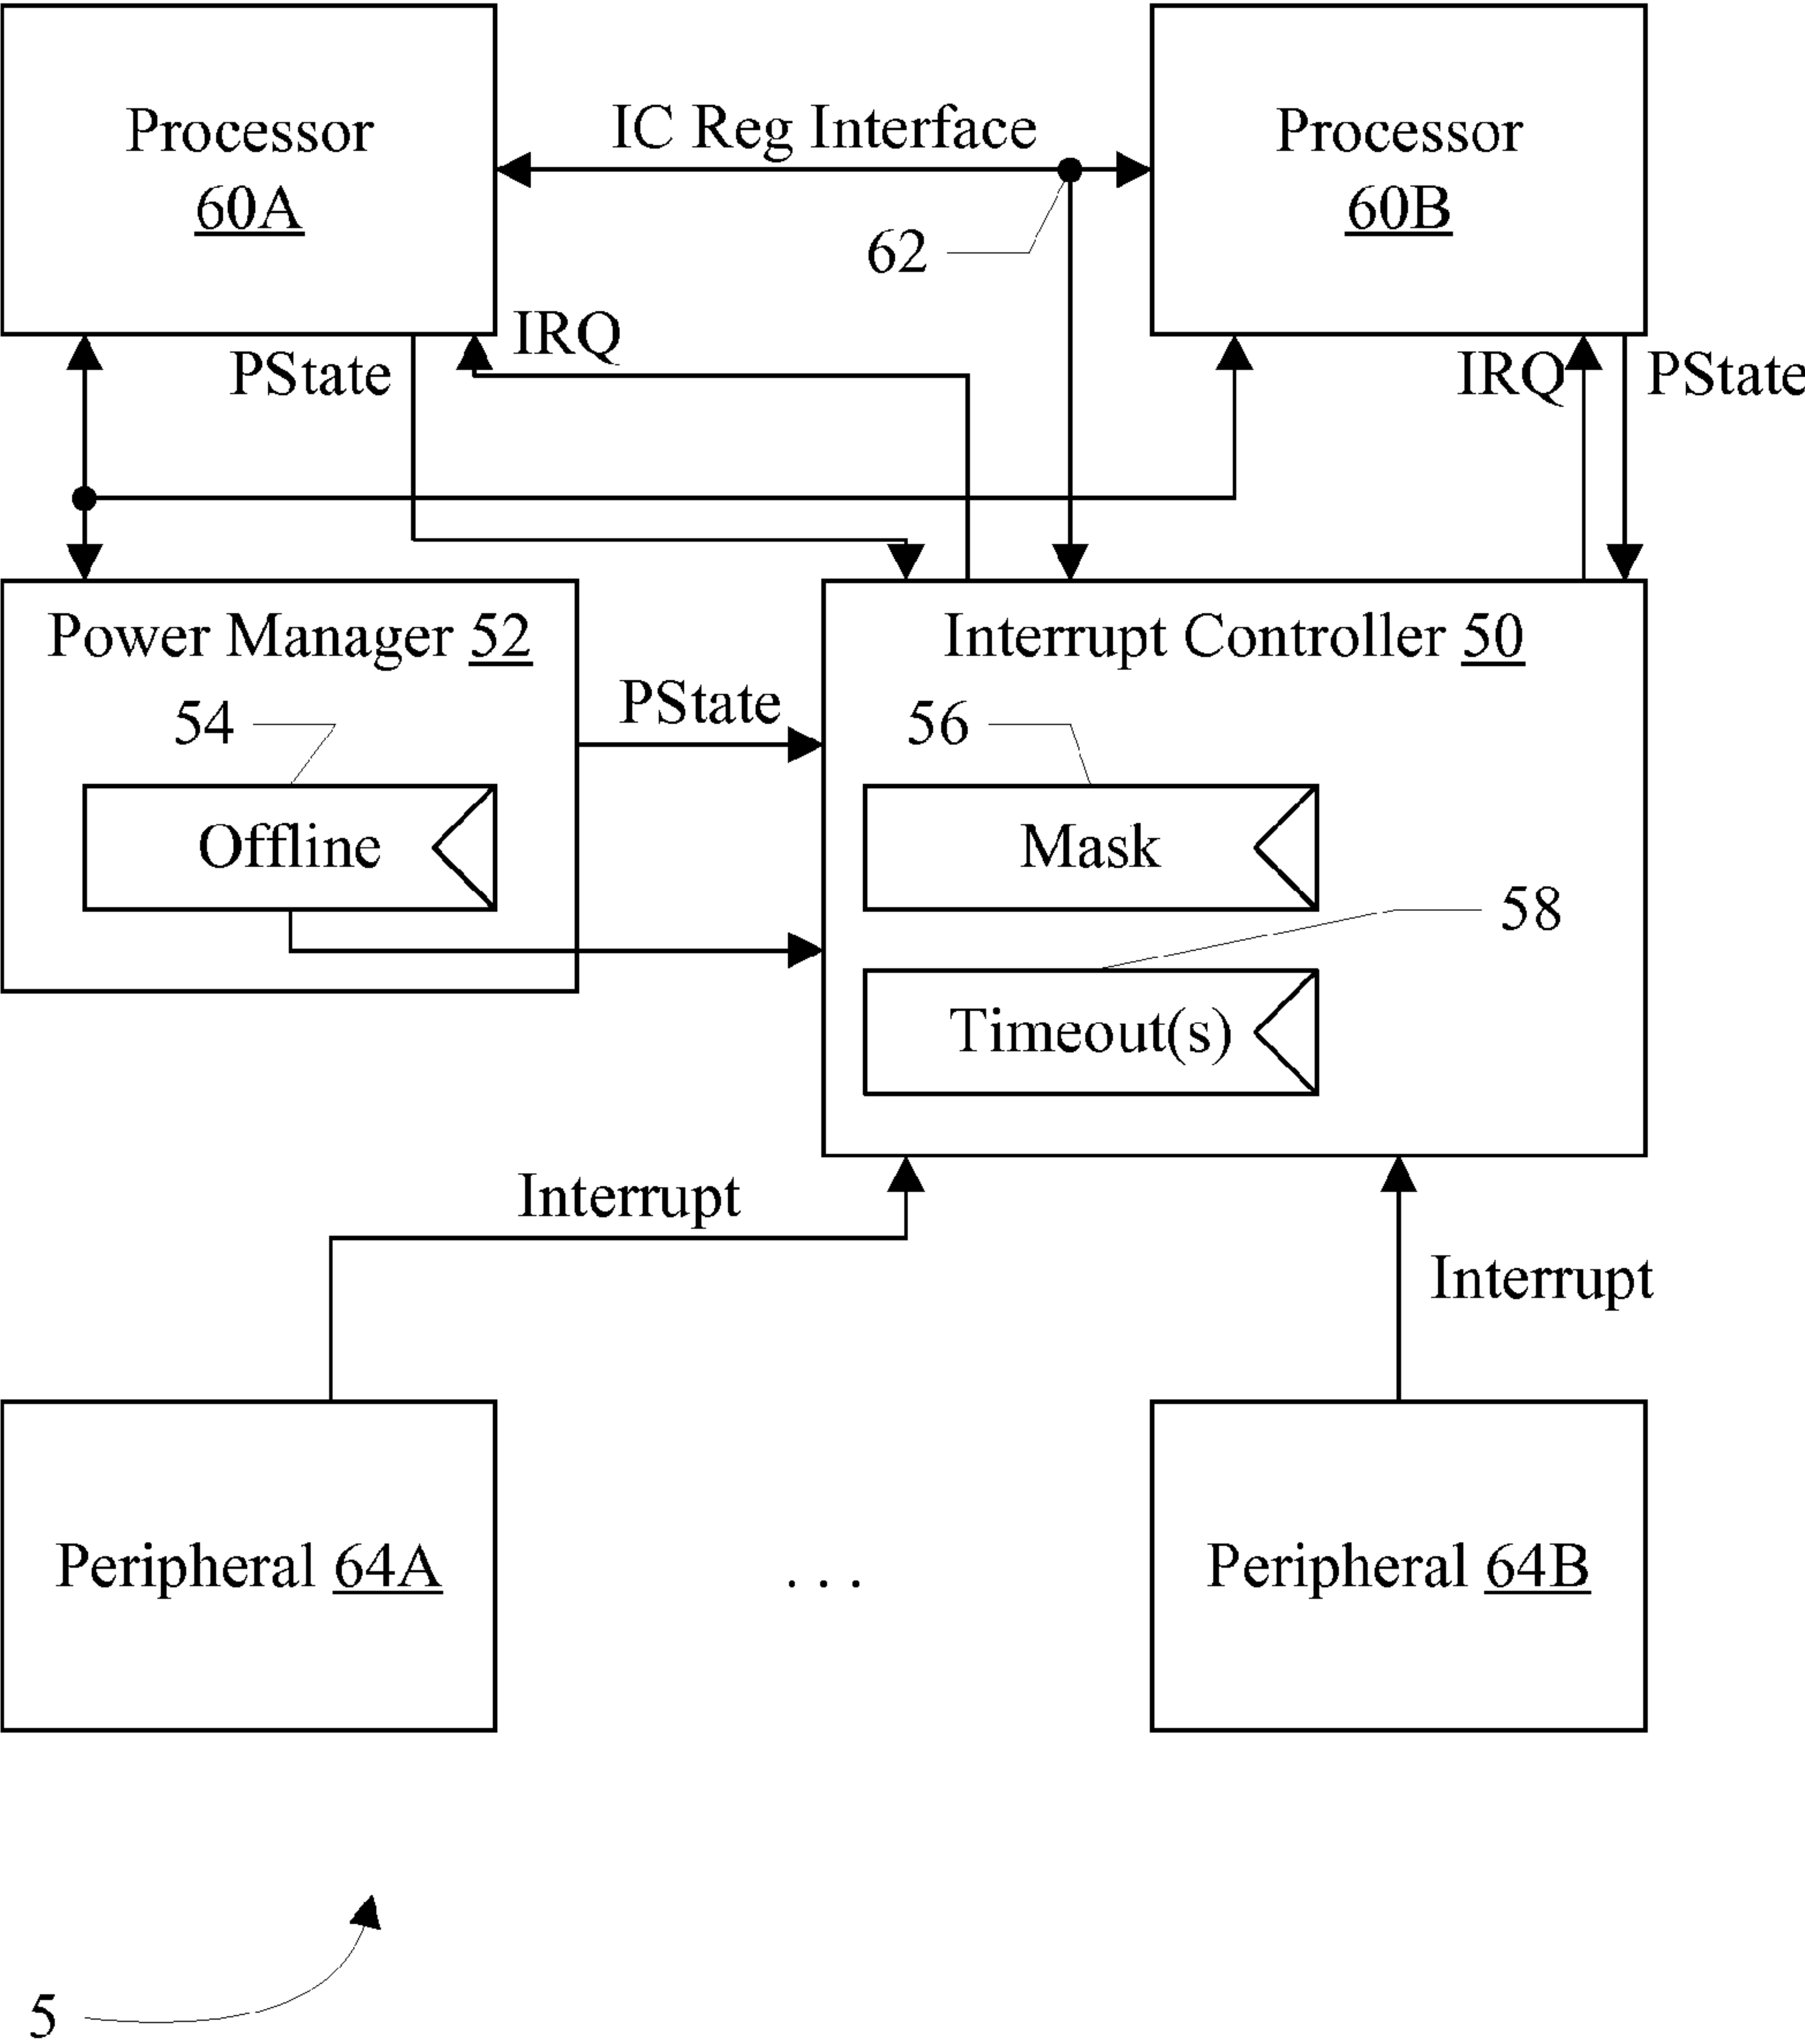 Processor
60A
IC Reg Interface
Processor
60B
62
PState
IRQ
IRQ
PState
Power Manager 52
54
Offline
PState
Interrupt Controller 50
56
Mask
58
Timeout(s)
Interrupt
Interrupt
Peripheral 64A
. . .
Peripheral 64B
5